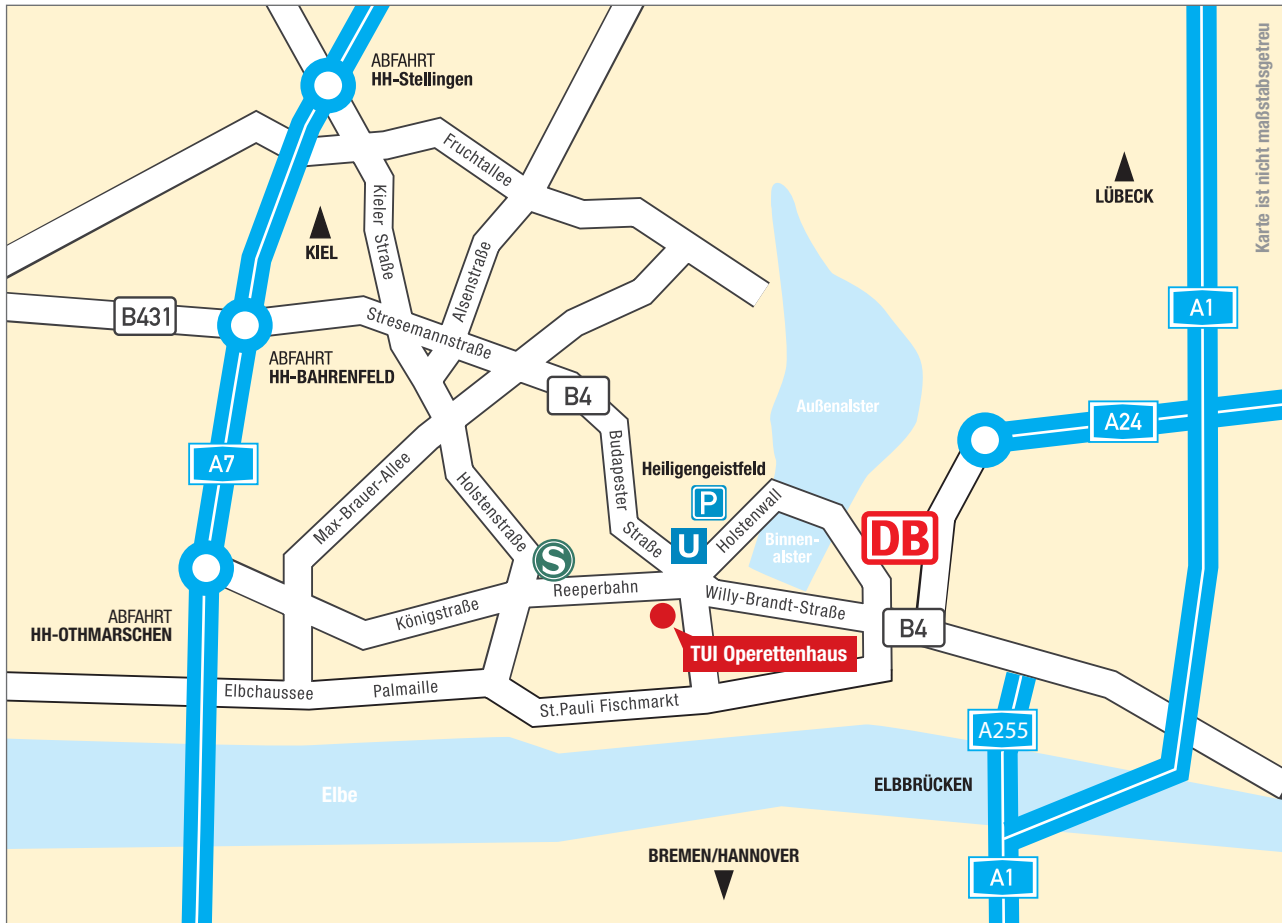 ABFAHRT
HH-Stellingen
Karte ist nicht maßstabsgetreu
Fruchtallee
LÜBECK
Kieler Straße
KIEL
Alsenstraße
B431
A1
Stresemannstraße
ABFAHRT
HH-BAHRENFELD
B4
Außenalster
A24
A7
Max-Brauer-Allee
Holstenstraße
Budapester
Straße
Heiligengeistfeld
P
U
Holstenwall
Binnen-
alster
DB
S
Reeperbahn
Willy-Brandt-Straße
Königstraße
ABFAHRT
HH-OTHMARSCHEN
B4
TUI Operettenhaus
Elbchaussee
Palmaille
St.Pauli Fischmarkt
A255
Elbe
ELBBRÜCKEN
BREMEN/HANNOVER
A1